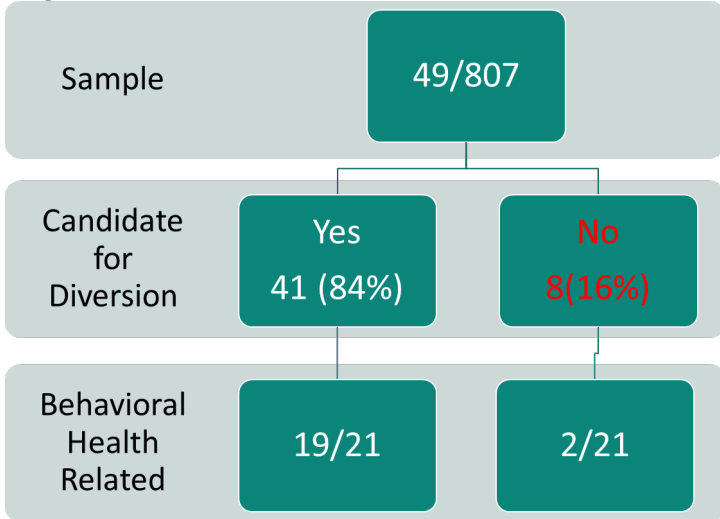 Sample
49/807
Candidate
for
Diversion
Yes
41 (84%)
No
8(16%)
Behavioral
Health
Related
19/21
2/21